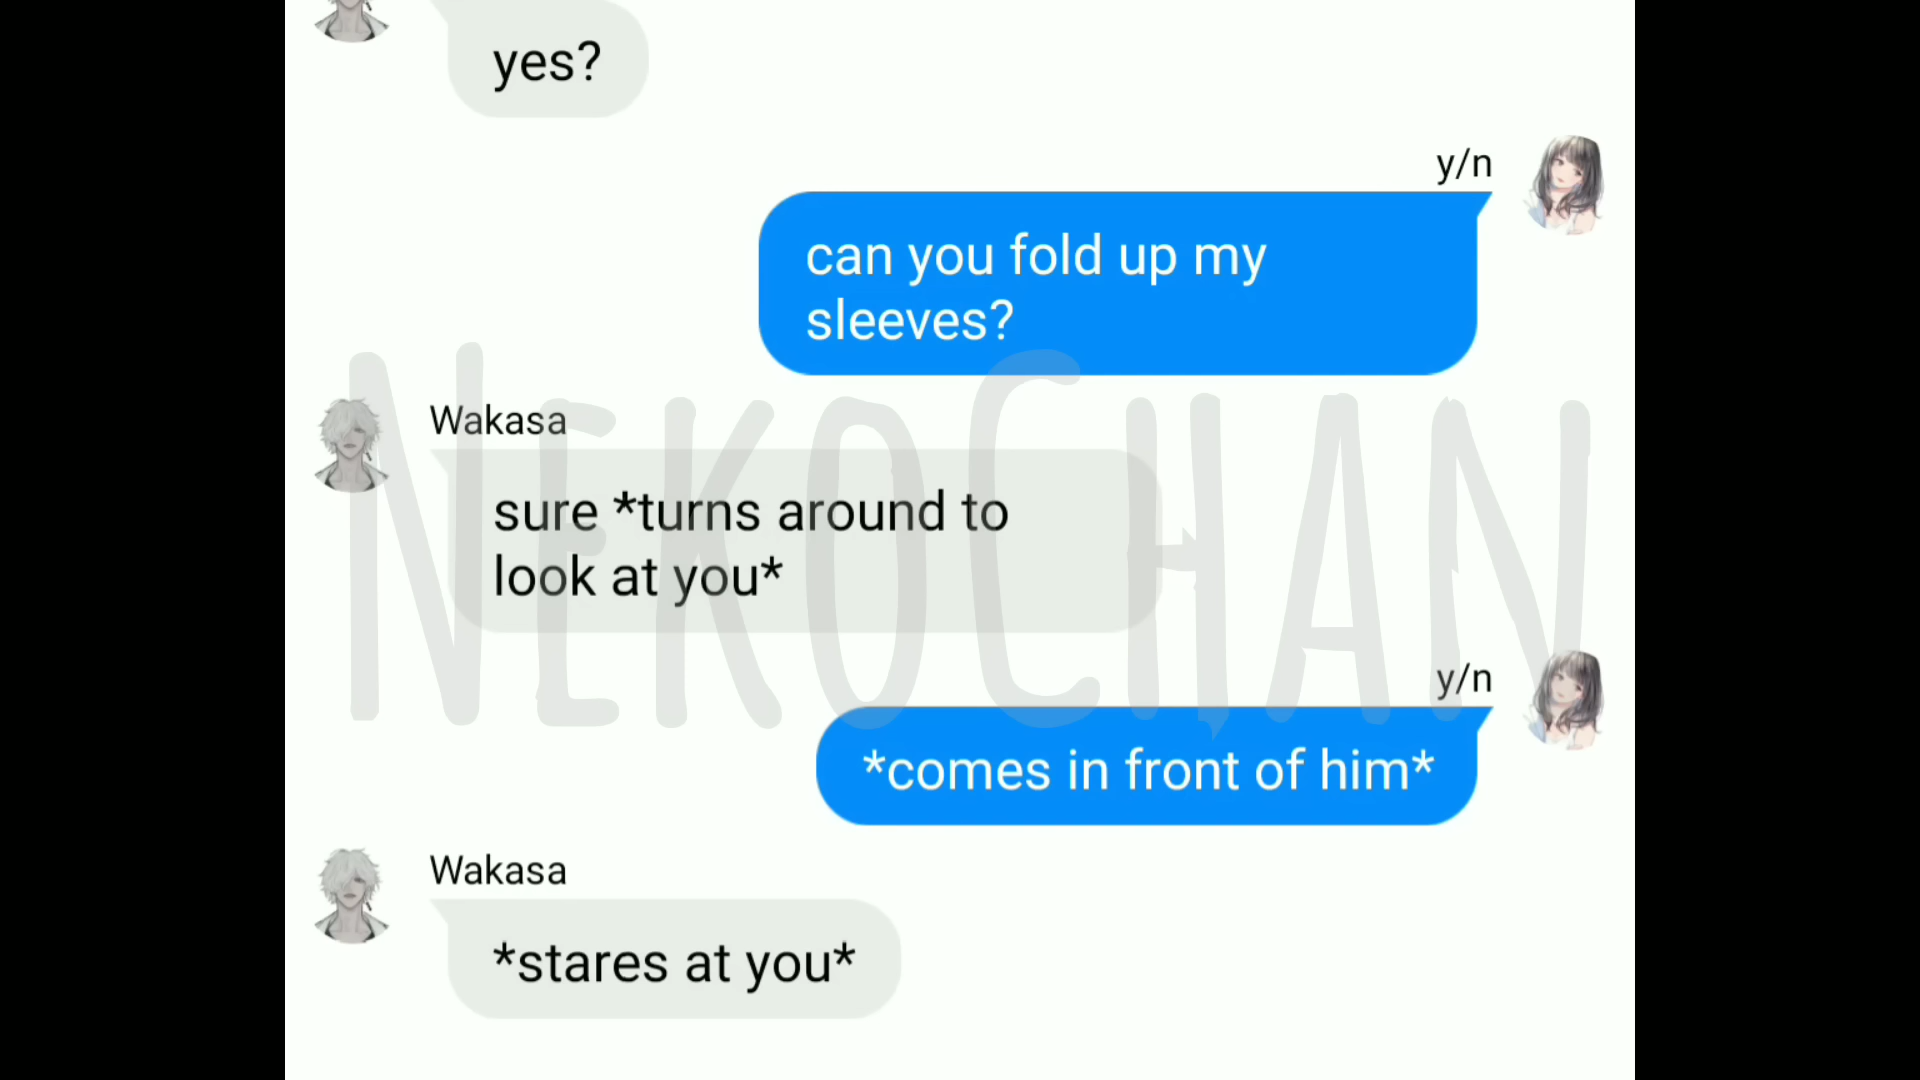 yes?
y/n
can you fold up my
sleeves?
Wakasa
sure *turns around to
look at you*
NEKOCHAN
y/n
*comes in front of him*
Wakasa
*stares at you*